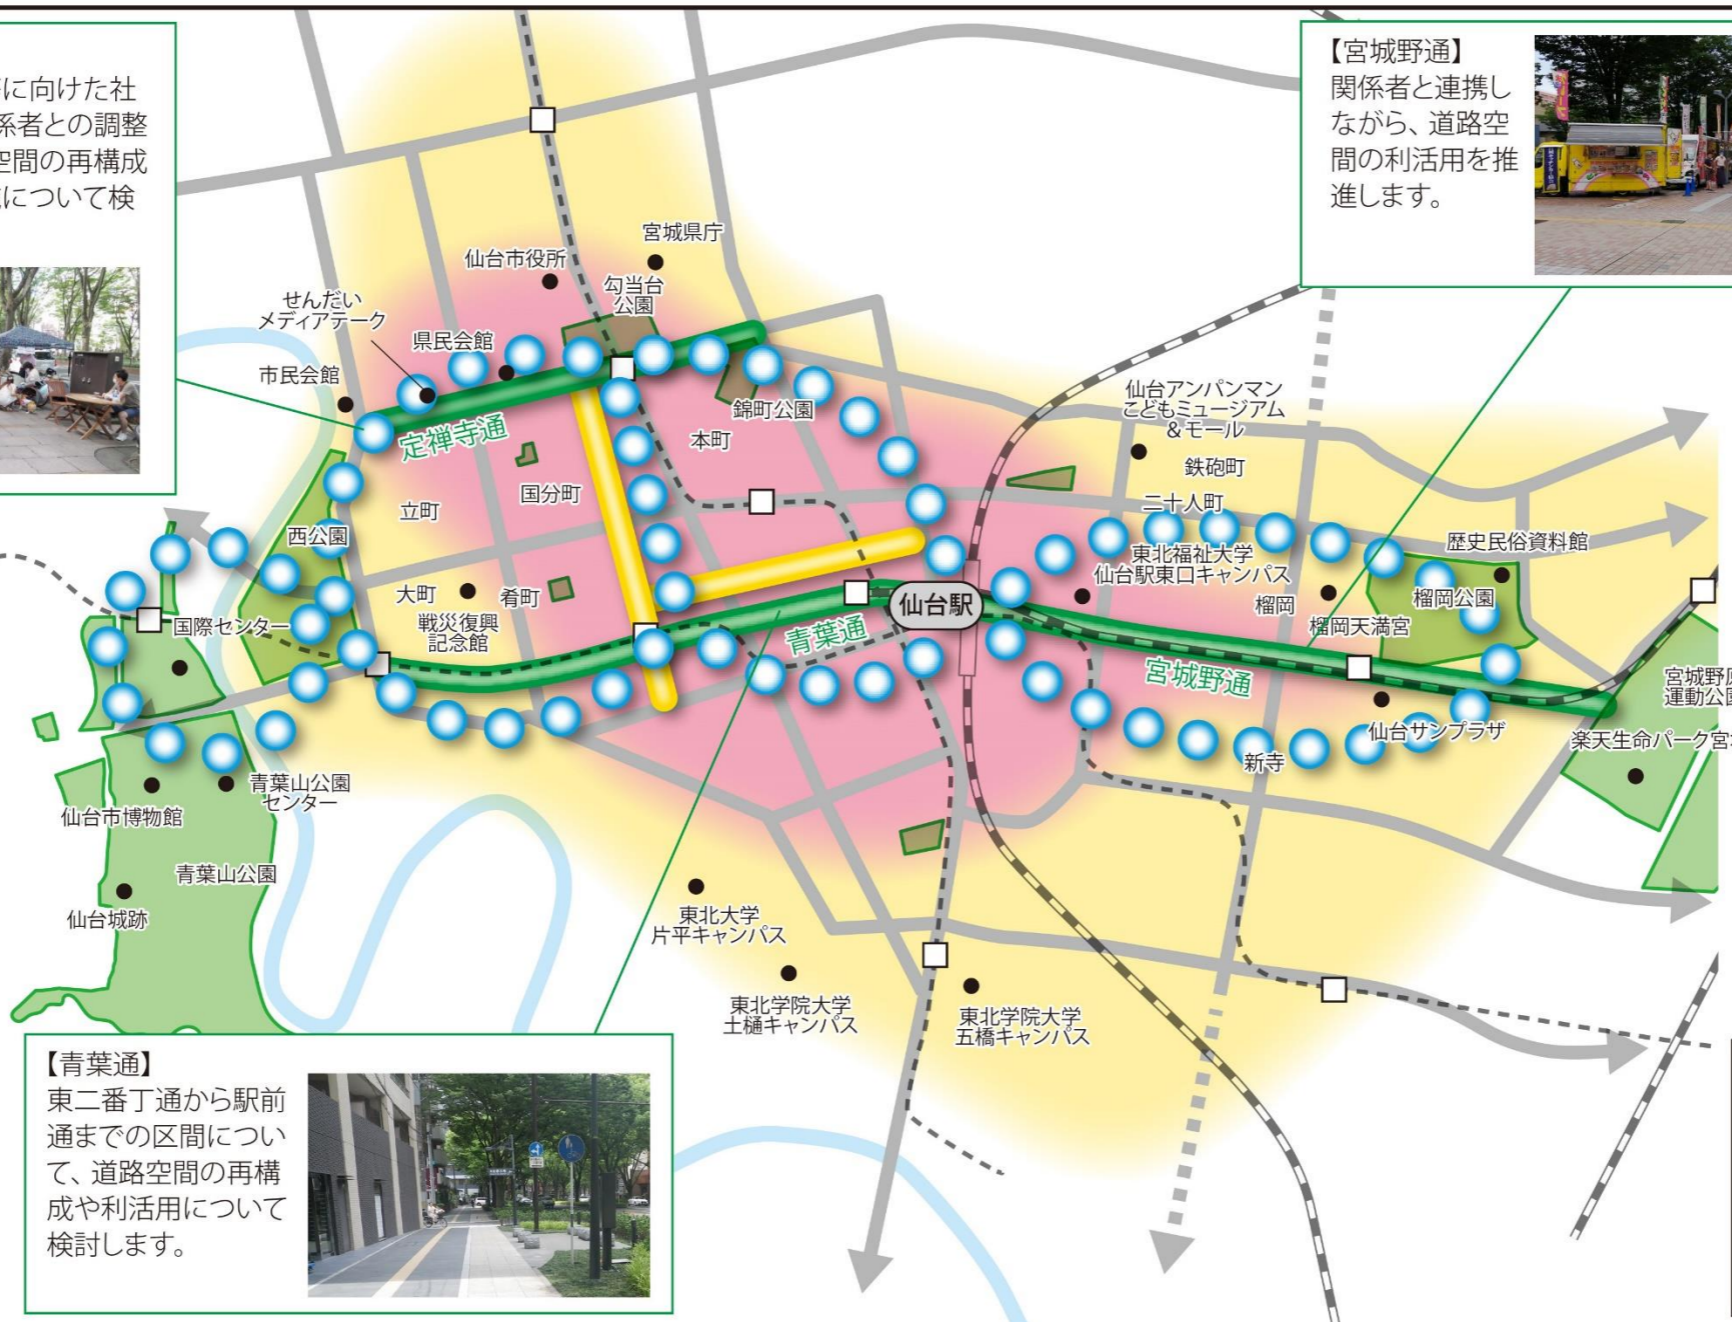 に向けた社
係者との調整
空間の再構成
について検
【宮城野通】
関係者と連携し
ながら、道路空
間の利活用を推
進します。
宮城県庁
仙台市役所
勾当台
公園
せんだい
メディアテーク
県民会館
市民会館
定禅寺通
錦町公園
本町
仙台アンパンマン
こどもミュージアム
&モール
鉄砲町
二十人町
国分町
立町
西公園
歴史民俗資料館
東北福祉大学
仙台駅東口キャンパス
榴岡
榴岡公園
榴岡天満宮
大町
肴町
戦災復興
記念館
仙台駅
国際センター
青葉通
宮城野通
宮城野原
運動公園
仙台サンプラザ
楽天生命パーク宮
新寺
青葉山公園
センター
仙台市博物館
青葉山公園
仙台城跡
東北大学
片平キャンパス
東北学院大学
土樋キャンパス
東北学院大学
五橋キャンパス
【青葉通】
東二番丁通から駅前
通までの区間につい
て、道路空間の再構
成や利活用について
検討します。